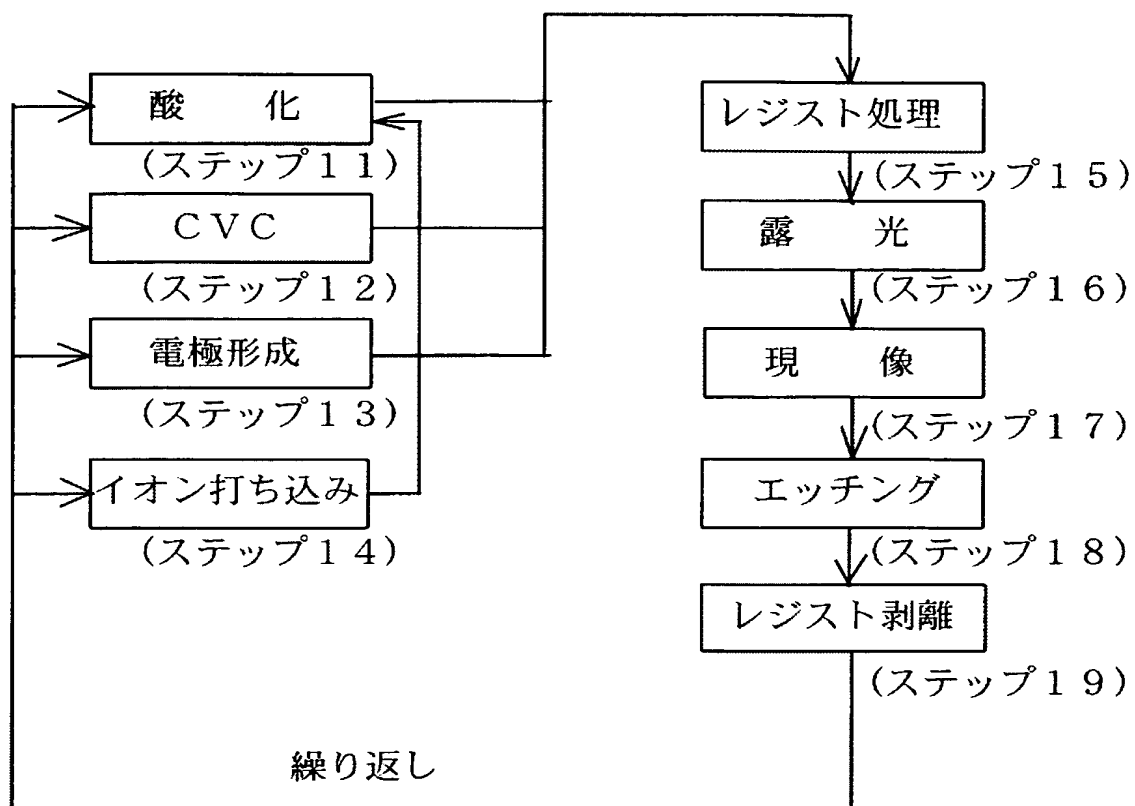 酸　　化
(ステップ１１)
ＣＶＣ
(ステップ１２)
電極形成
(ステップ１３)
イオン打ち込み
(ステップ１４)
レジスト処理
(ステップ１５)
露　　光
(ステップ１６)
現　　像
(ステップ１７)
エッチング
(ステップ１８)
レジスト剥離
(ステップ１９)
繰り返し